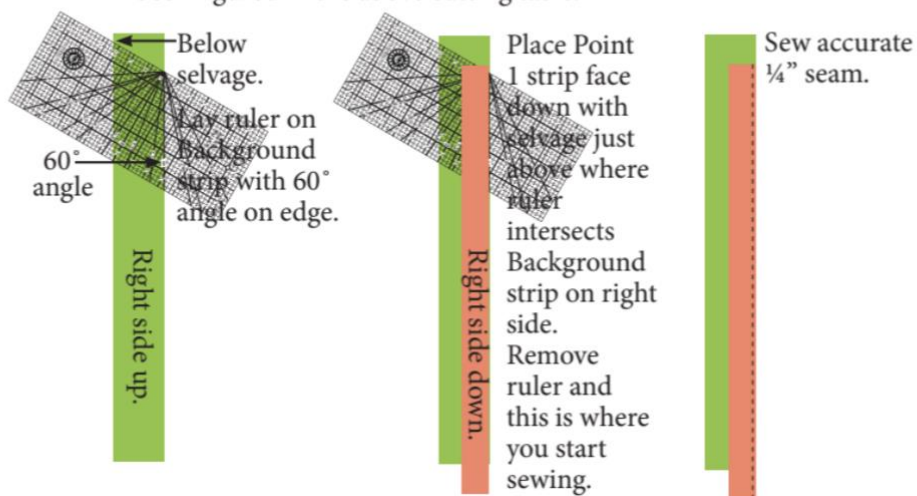 Below
selvage.
Lay ruler on
Background
strip with 60°
angle on edge.
60°
angle
Right side up.
Place Point
1 strip face
down with
selvage just
above where
ruler
intersects
Background
strip on right
side.
Remove
ruler and
this is where
you start
sewing.
Right side down.
Sew accurate
¼” seam.